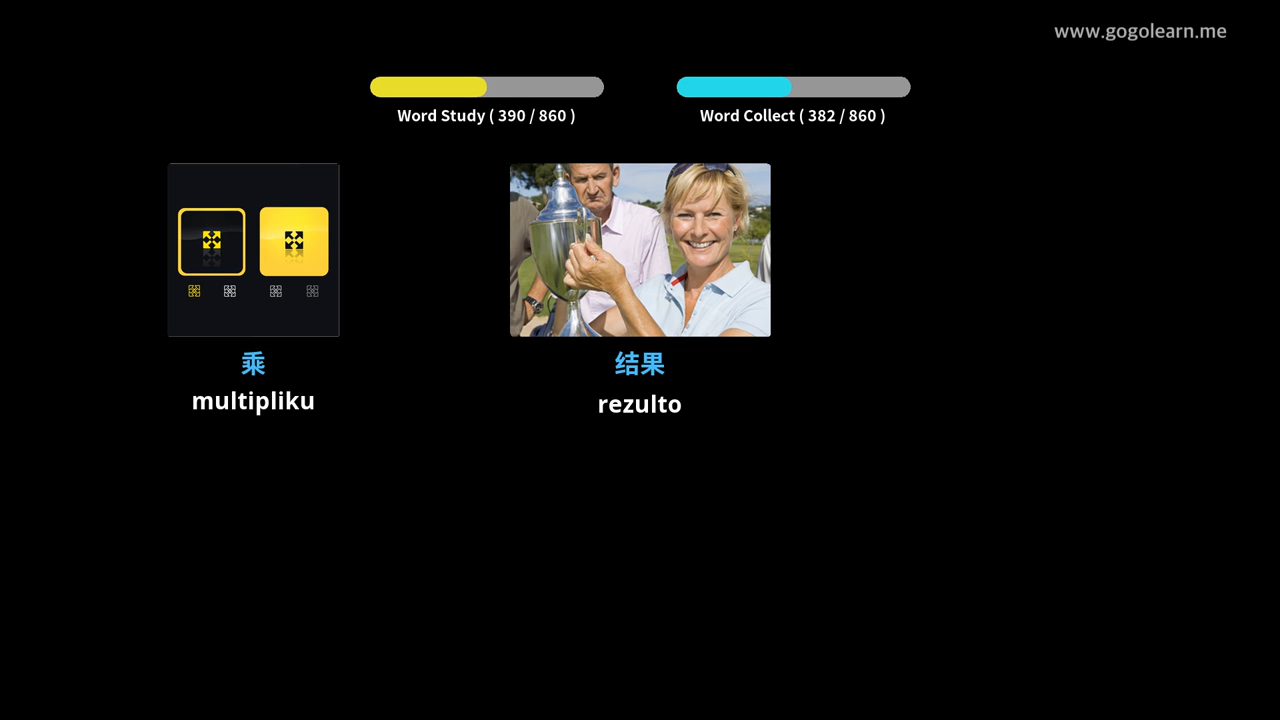 www.gogolearn.me
Word Study ( 390 / 860 )
Word Collect ( 382 / 860 )
乘
multipliku
结果
rezulto